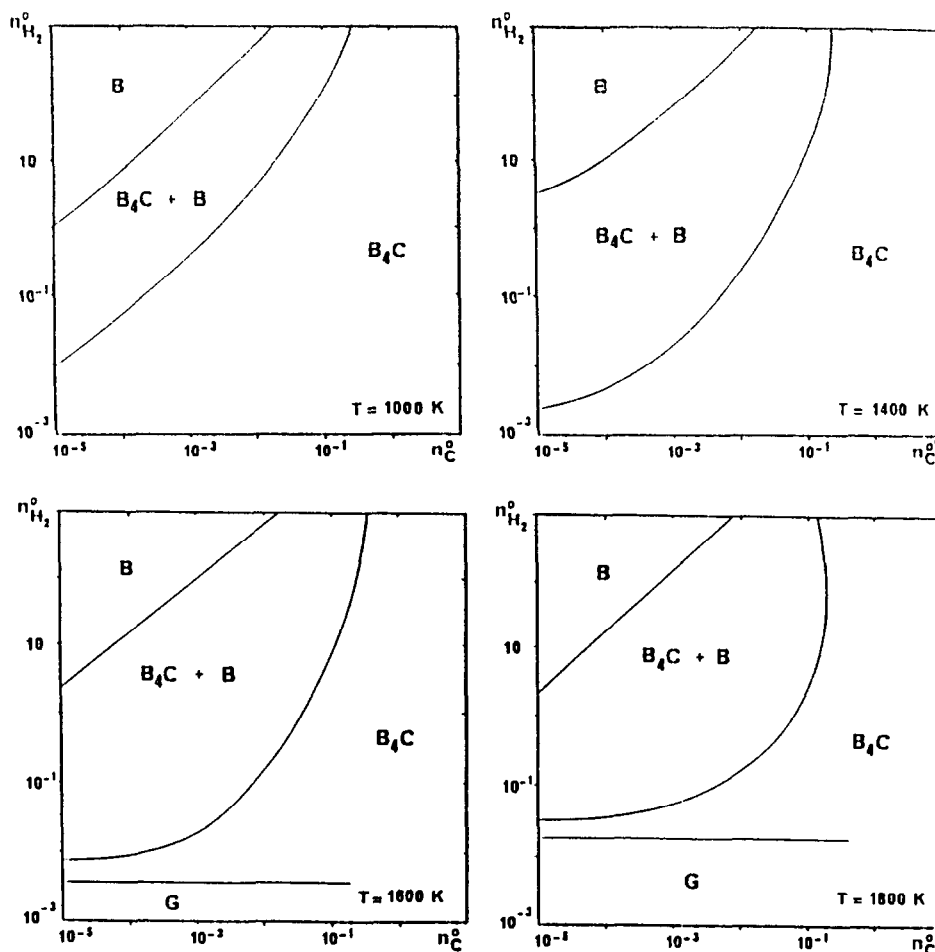 n°H₂
B
10
B₄C + B
B₄C
10⁻¹
T = 1000 K
10⁻³
10⁻⁵
10⁻³
10⁻¹
n°C
n°H₂
B
10
B₄C + B
B₄C
10⁻¹
T = 1400 K
10⁻³
10⁻⁵
10⁻³
10⁻¹
n°C
n°H₂
B
10
B₄C + B
B₄C
10⁻¹
T = 1600 K
G
10⁻³
10⁻⁵
10⁻³
10⁻¹
n°C
n°H₂
B
10
B₄C + B
B₄C
10⁻¹
G
T = 1800 K
10⁻³
10⁻⁵
10⁻³
10⁻¹
n°C